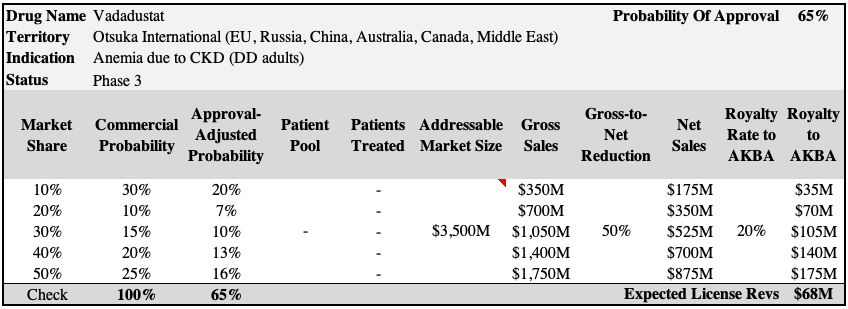 Drug Name Vadadustat Probability Of Approval 65%
Territory Otsuka International (EU, Russia, China, Australia, Canada, Middle East)
Indication Anemia due to CKD (DD adults)
Status Phase 3
Market Share Commercial Probability Approval-Adjusted Probability Patient Pool Patients Treated Addressable Market Size Gross Sales Gross-to-Net Reduction Net Sales Royalty Rate to AKBA Royalty to AKBA
10% 30% 20% - $350M $175M $35M
20% 10% 7% - $700M $350M $70M
30% 15% 10% - - $3,500M $1,050M 50% $525M 20% $105M
40% 20% 13% - $1,400M $700M $140M
50% 25% 16% - $1,750M $875M $175M
Check 100% 65% Expected License Revs $68M